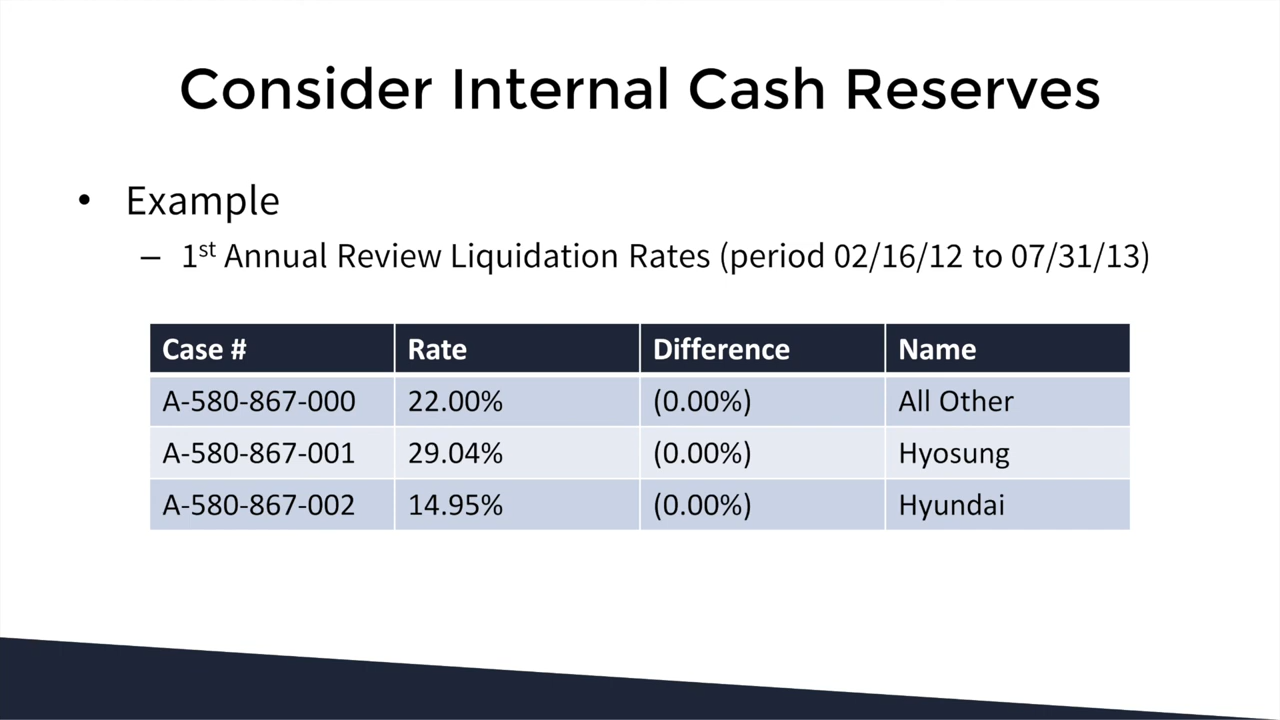 Consider Internal Cash Reserves
• Example
– 1st Annual Review Liquidation Rates (period 02/16/12 to 07/31/13)
Case # Rate Difference Name
A-580-867-000 22.00% (0.00%) All Other
A-580-867-001 29.04% (0.00%) Hyosung
A-580-867-002 14.95% (0.00%) Hyundai